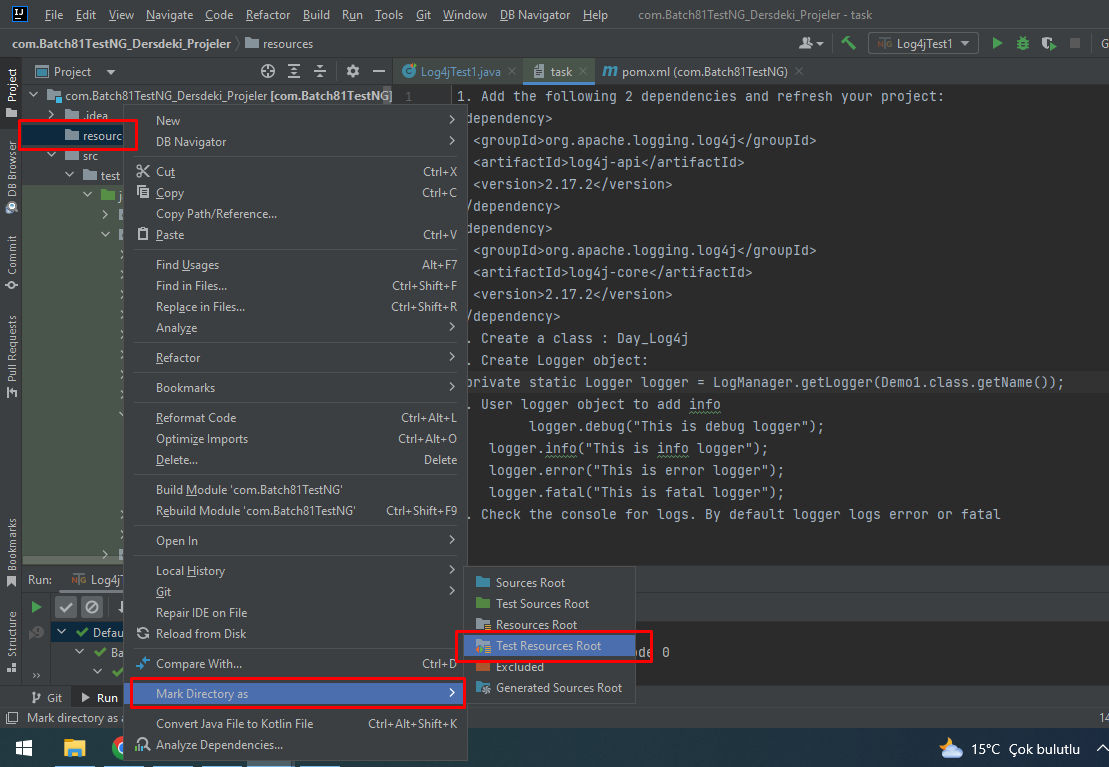 File Edit View Navigate Code Refactor Build Run Tools Git Window DB Navigator Help com.Batch81TestNG_Dersdeki_Projeler - task
com.Batch81TestNG_Dersdeki_Projeler resources Log4jTest1
Project Log4jTest1.java task pom.xml (com.Batch81TestNG)
com.Batch81TestNG_Dersdeki_Projeler [com.Batch81TestNG]
.idea
resourc
src
test
Project
DB Browser
Commit
Pull Requests
Bookmarks
Structure
1 1. Add the following 2 dependencies and refresh your project:
dependency>
<groupId>org.apache.logging.log4j</groupId>
<artifactId>log4j-api</artifactId>
<version>2.17.2</version>
/dependency>
dependency>
<groupId>org.apache.logging.log4j</groupId>
<artifactId>log4j-core</artifactId>
<version>2.17.2</version>
/dependency>
. Create a class : Day_Log4j
. Create Logger object:
private static Logger logger = LogManager.getLogger(Demo1.class.getName());
. User logger object to add info
logger.debug("This is debug logger");
logger.info("This is info logger");
logger.error("This is error logger");
logger.fatal("This is fatal logger");
. Check the console for logs. By default logger logs error or fatal
New
DB Navigator
Cut Ctrl+X
Copy Ctrl+C
Copy Path/Reference...
Paste Ctrl+V
Find Usages Alt+F7
Find in Files... Ctrl+Shift+F
Replace in Files... Ctrl+Shift+R
Analyze
Refactor
Bookmarks
Reformat Code Ctrl+Alt+L
Optimize Imports Ctrl+Alt+O
Delete... Delete
Build Module 'com.Batch81TestNG'
Rebuild Module 'com.Batch81TestNG' Ctrl+Shift+F9
Open In
Local History
Git
Repair IDE on File
Reload from Disk
Compare With... Ctrl+D
Mark Directory as
Convert Java File to Kotlin File Ctrl+Alt+Shift+K
Analyze Dependencies...
Sources Root
Test Sources Root
Resources Root
Test Resources Root
Excluded
Generated Sources Root
Run: Log4jT
Defau
Ba
de 0
Git Run
Mark directory as a
15°C Çok bulutlu